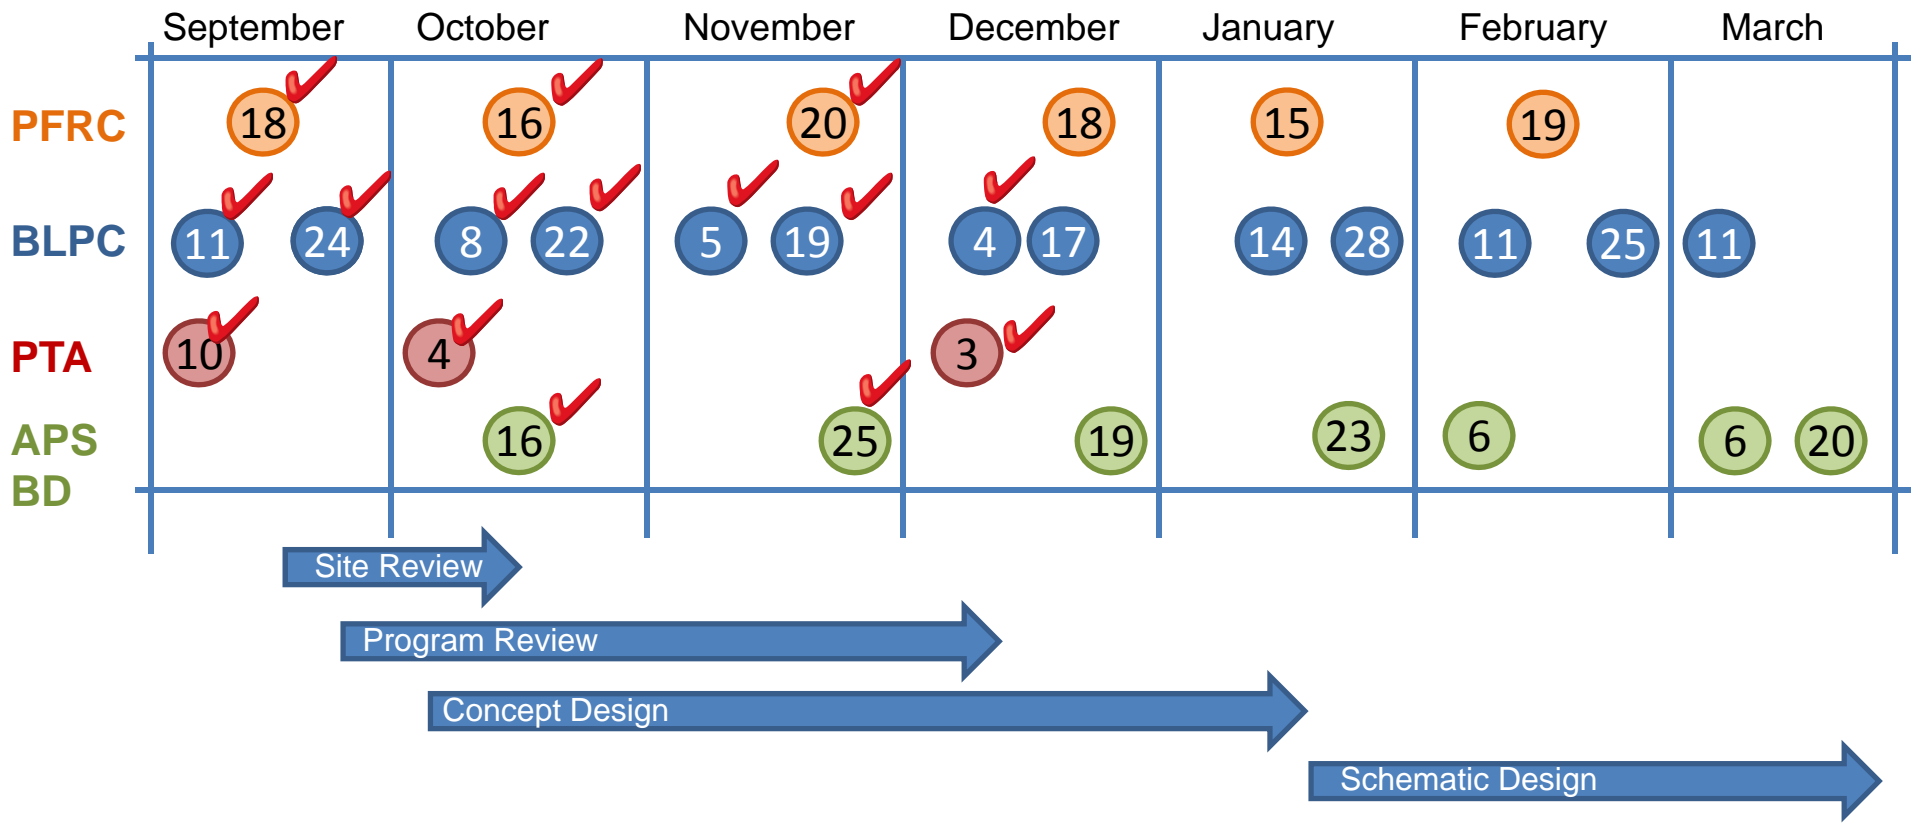 September October November December January February March
PFRC 18 16 20 18 15 19
BLPC 11 24 8 22 5 19 4 17 14 28 11 25 11
PTA 10 4 3
APS 16 25 19 23 6 6 20
BD
Site Review
Program Review
Concept Design
Schematic Design